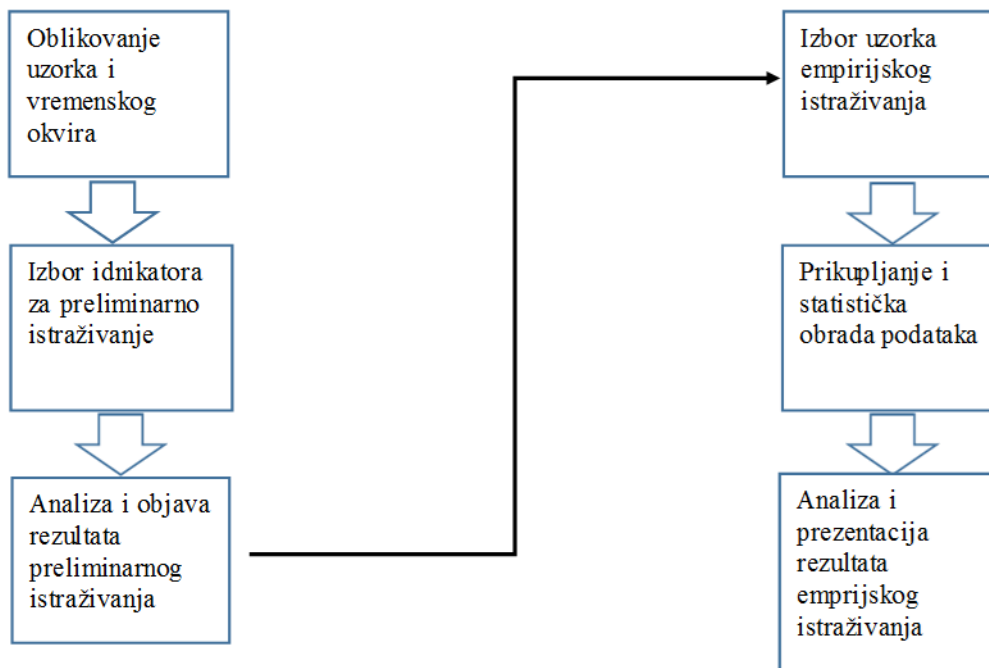 Oblikovanje
uzorka i
vremenskog
okvira
Izbor idnikatora
za preliminarno
istraživanje
Analiza i objava
rezultata
preliminarnog
istraživanja
Izbor uzorka
empirijskog
istraživanja
Prikupljanje i
statistička
obrada podataka
Analiza i
prezentacija
rezultata
emprijskog
istraživanja